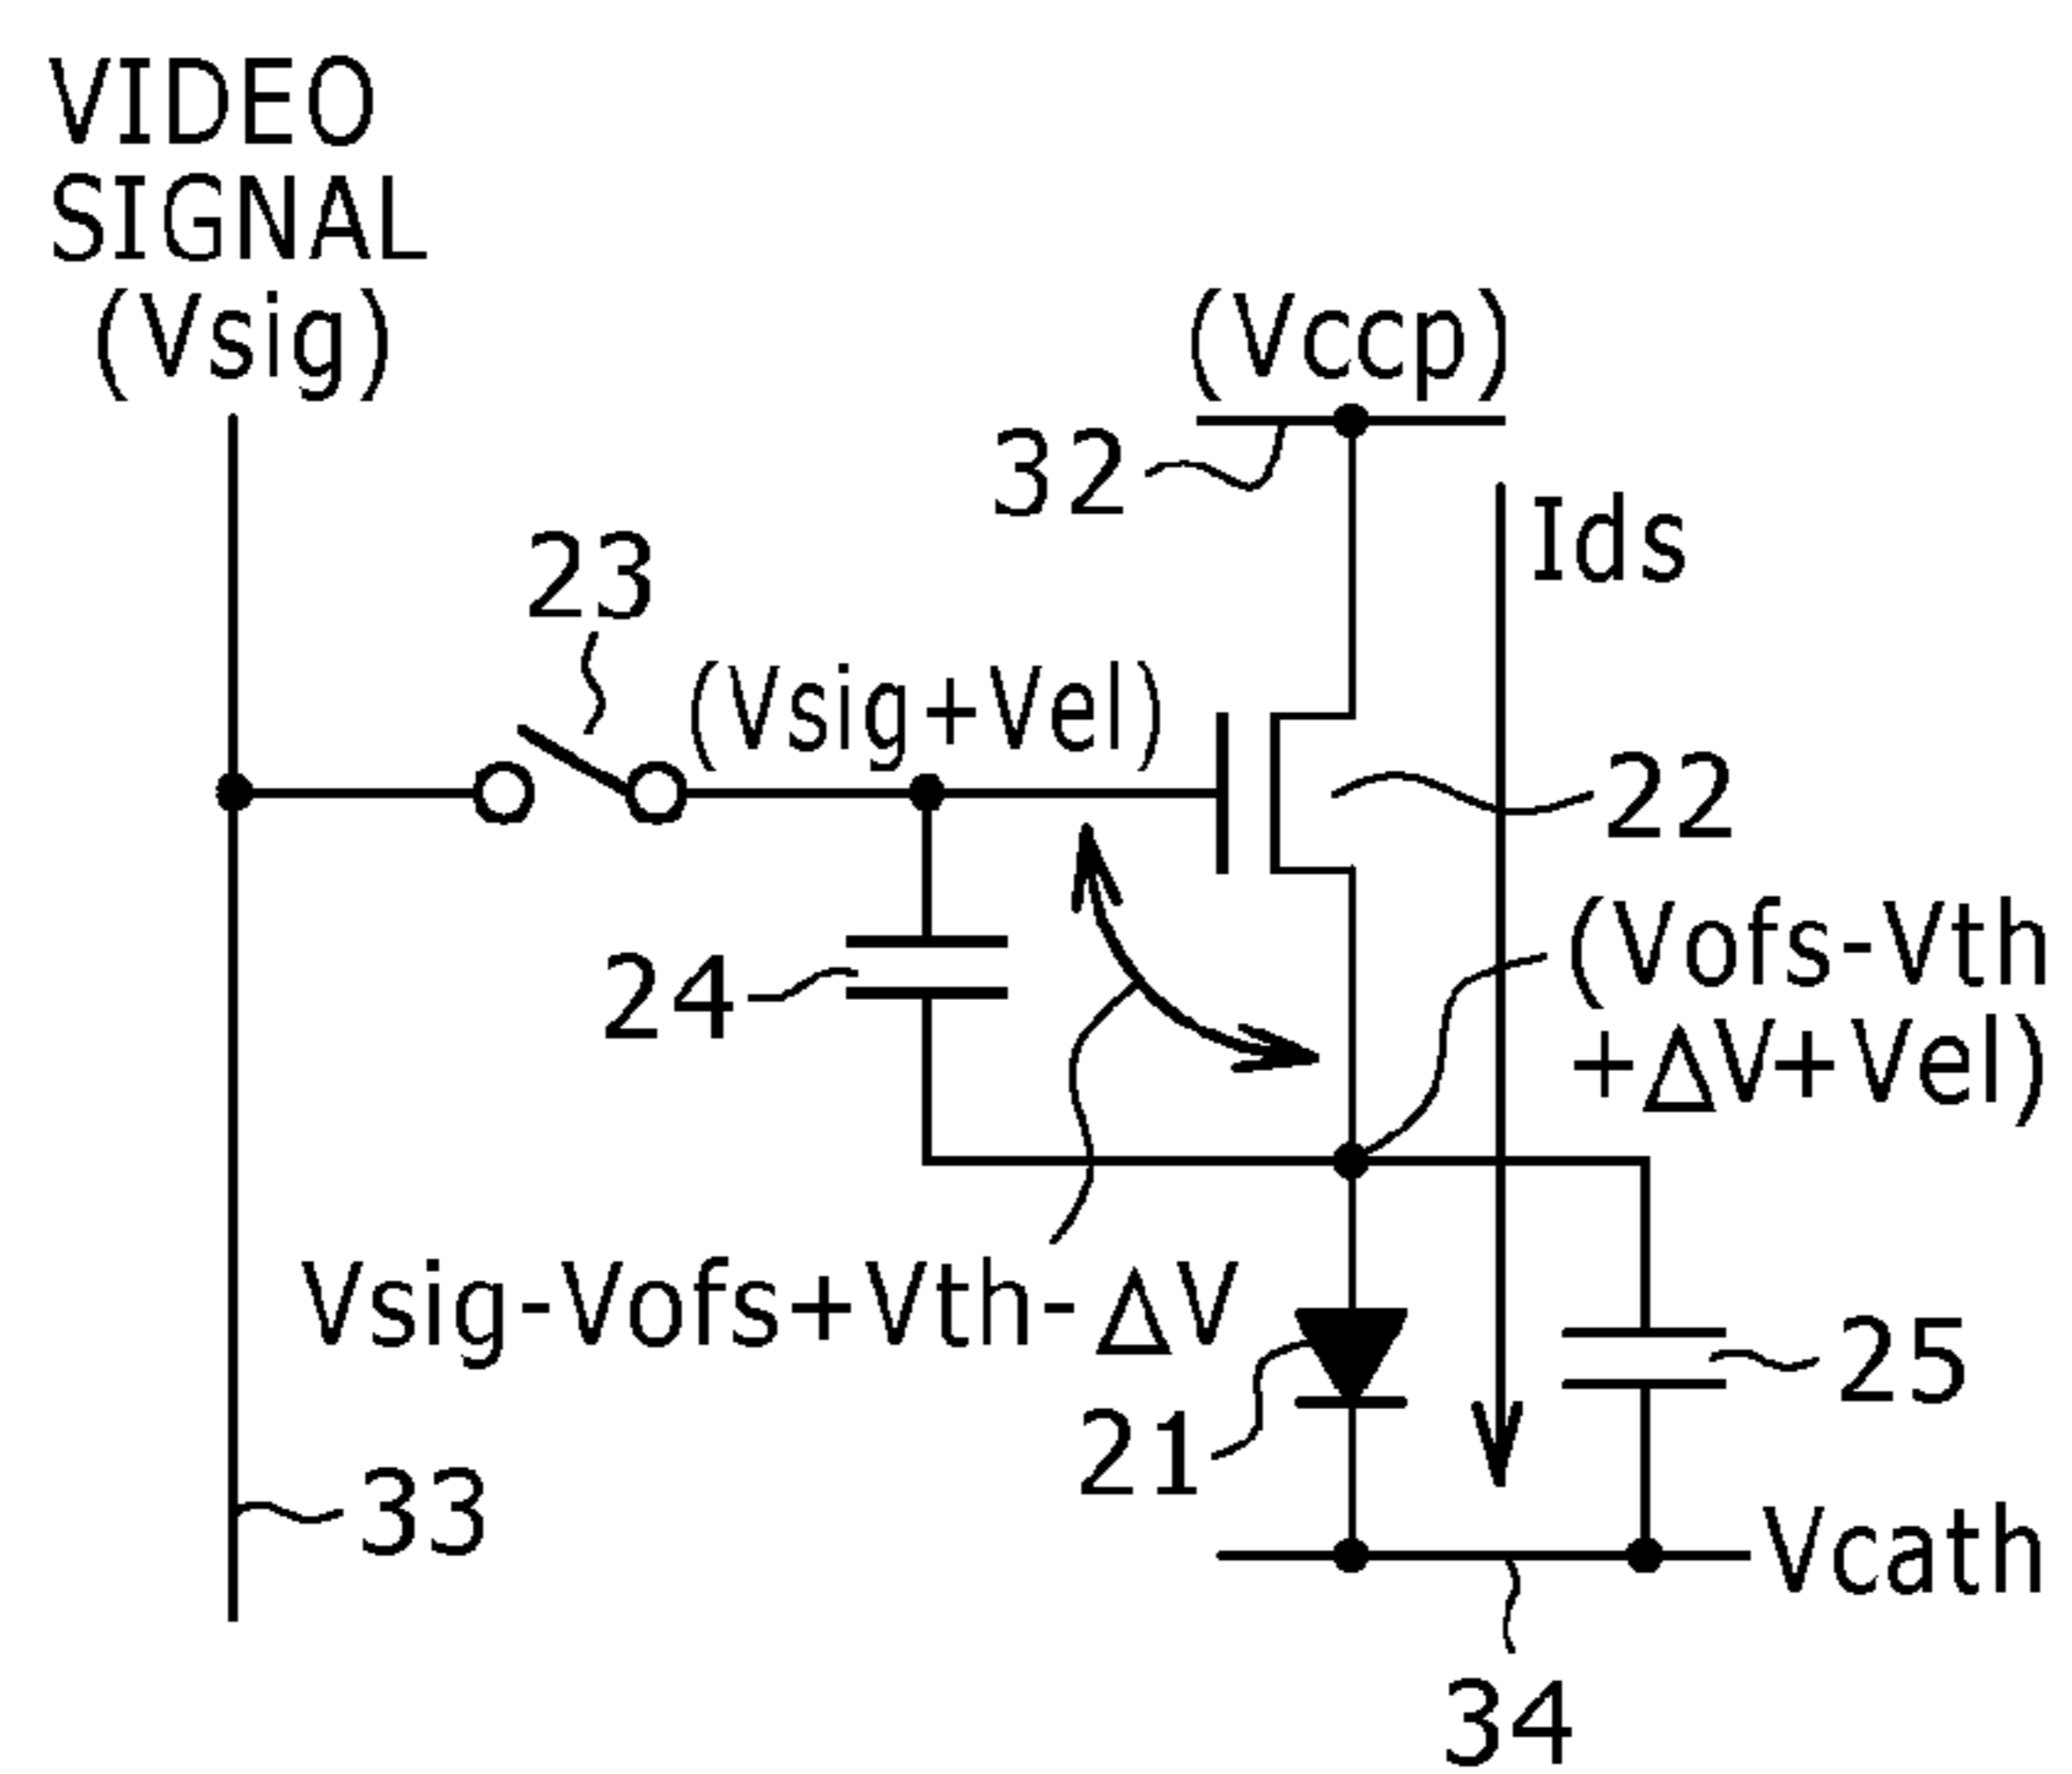 VIDEO
SIGNAL
(Vsig)
(Vccp)
32
Ids
23
(Vsig+Vel)
22
24
(Vofs-Vth
+ΔV+Vel)
Vsig-Vofs+Vth-ΔV
21
25
33
Vcath
34